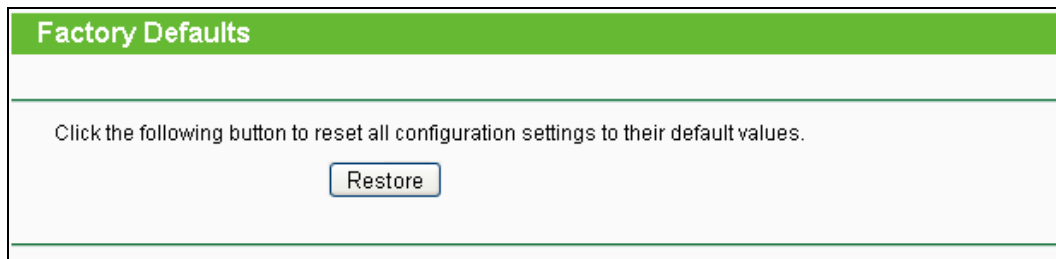 Factory Defaults
Click the following button to reset all configuration settings to their default values.
Restore